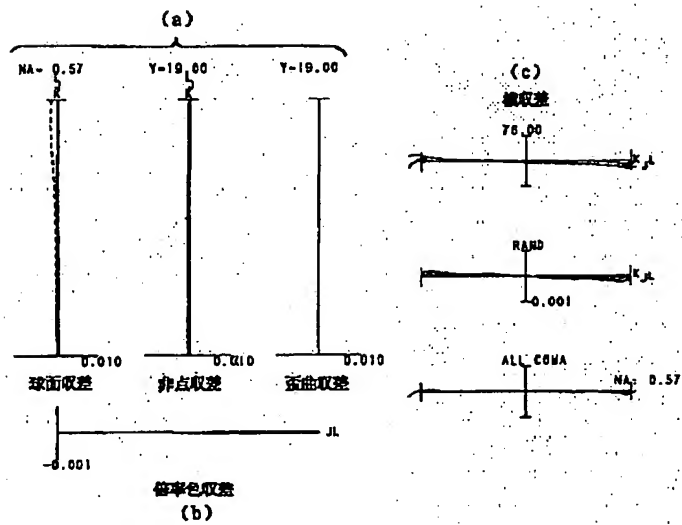 (a)
NA= 0.57
Y=19.00
Y=19.00
0.010
0.010
0.010
球面収差
非点収差
歪曲収差
JL
-0.001
倍率色収差
(b)
(c)
横収差
76.00
K J L
RAND
K JL
0.001
ALL COMA
NA= 0.57